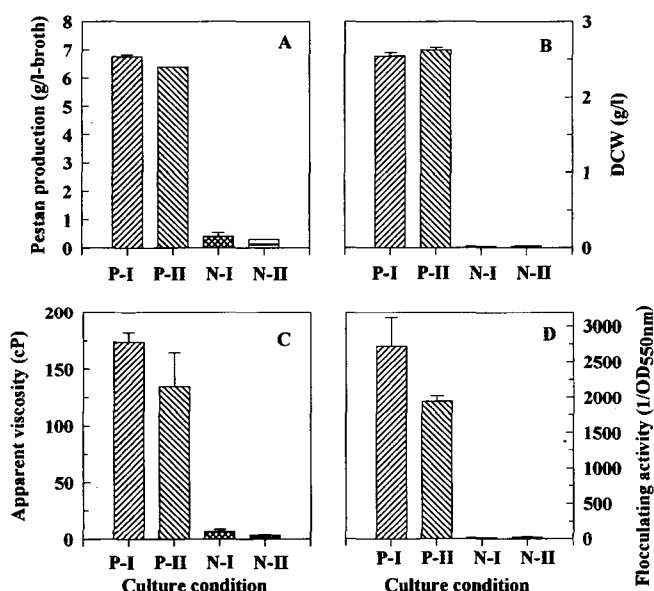 8
7
6
5
4
3
2
1
0
Pestan production (g/l-broth)
A
P-I P-II N-I N-II
B
3
2
1
0
DCW (g/l)
P-I P-II N-I N-II
200
150
100
50
0
Apparent viscosity (cP)
C
P-I P-II N-I N-II
Culture condition
D
3000
2500
2000
1500
1000
500
0
Flocculating activity (1/OD550nm)
P-I P-II N-I N-II
Culture condition